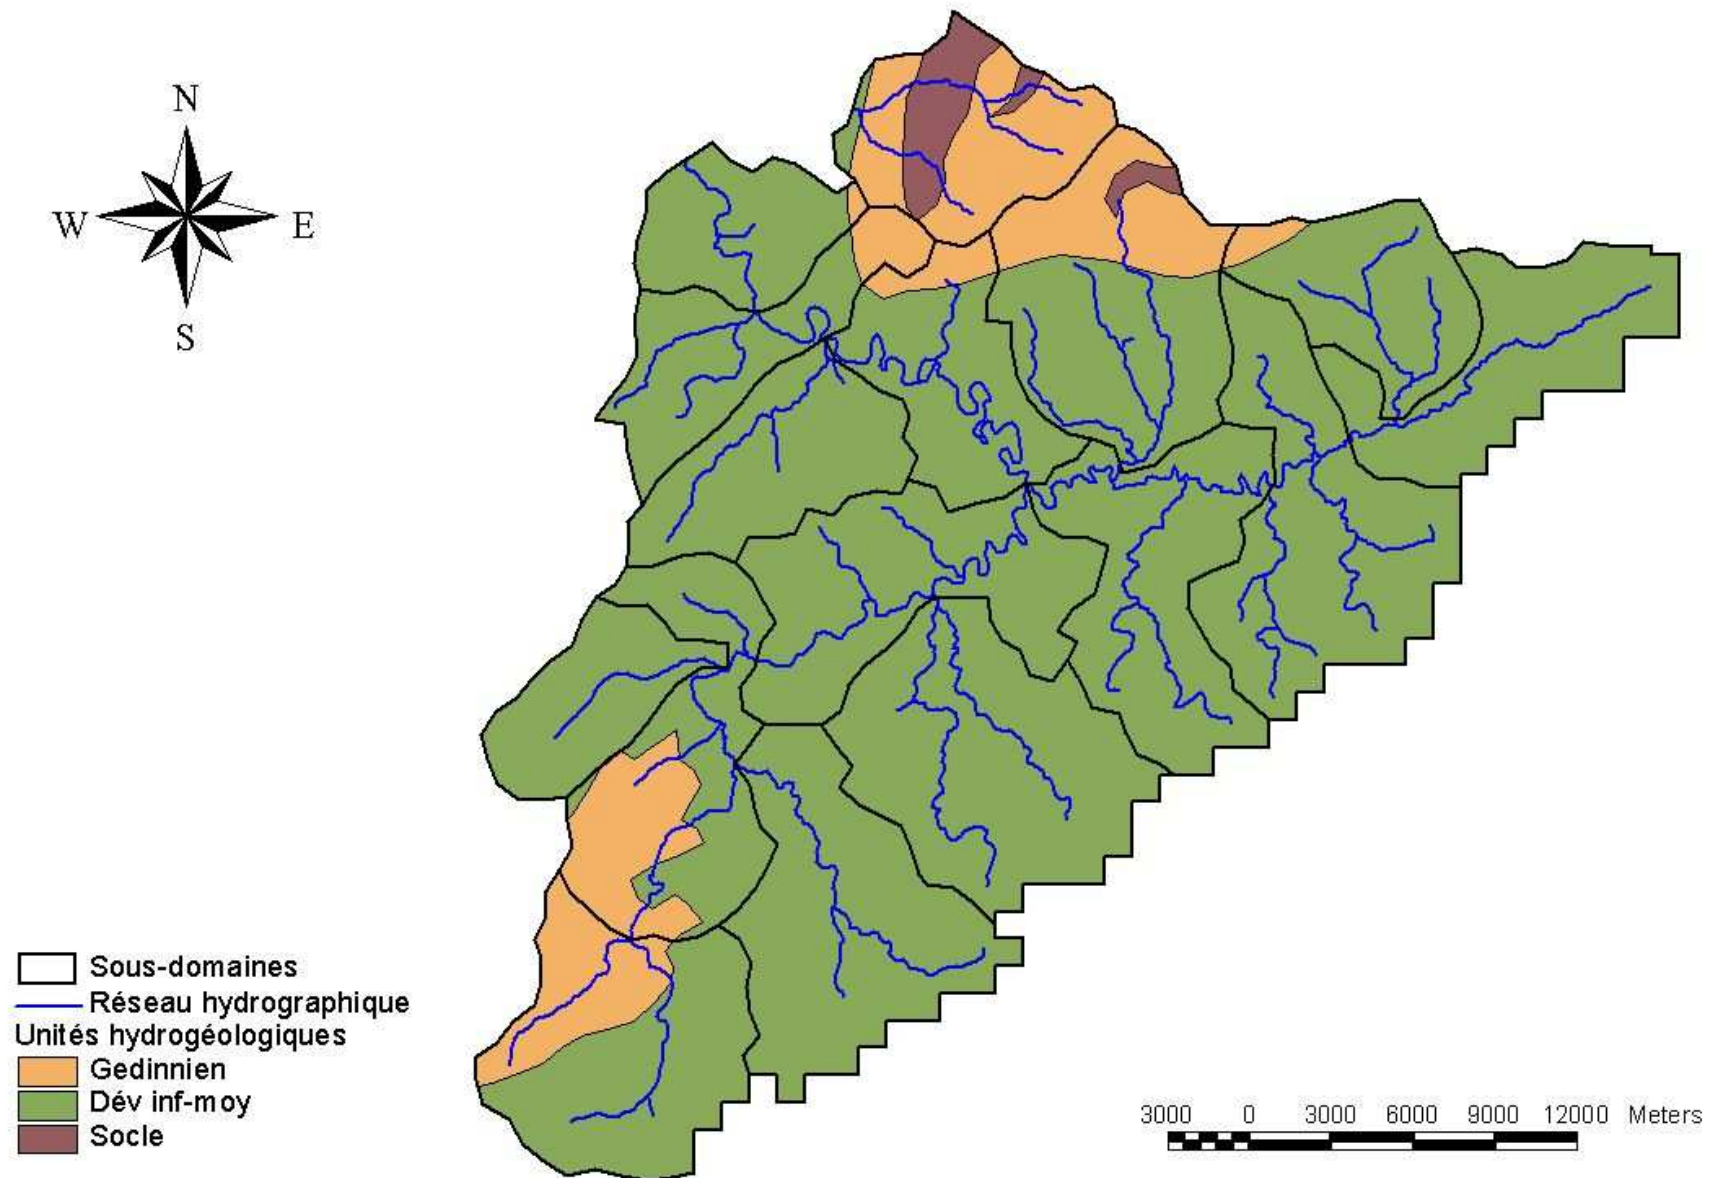 N
W E
S
Sous-domaines
Réseau hydrographique
Unités hydrogéologiques
Gedinnien
Dév inf-moy
Socle
3000 0 3000 6000 9000 12000 Meters